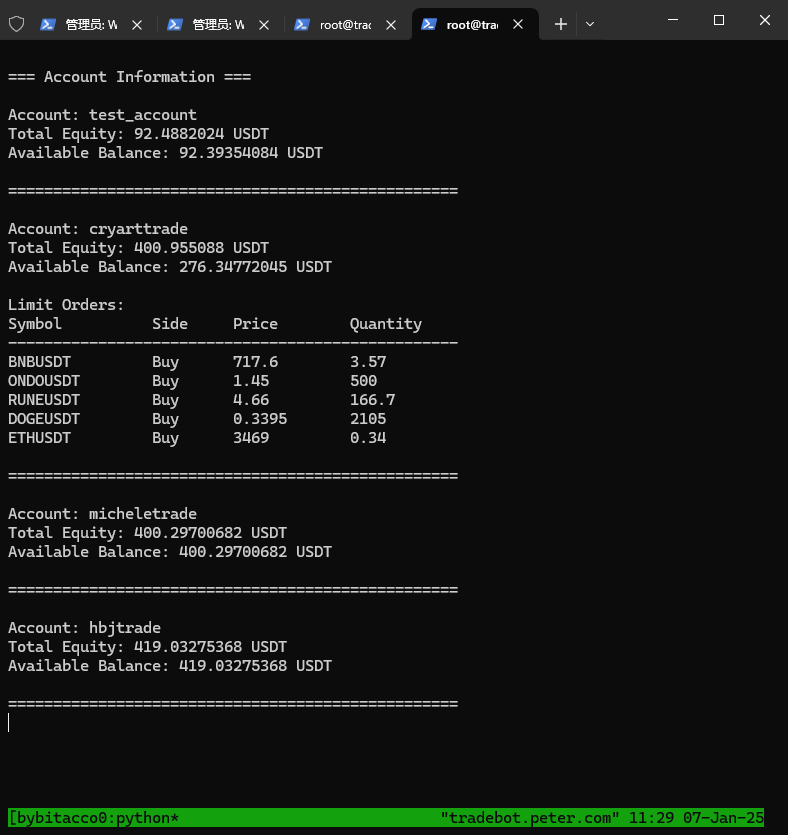 管理员: W
管理员: W
root@trac
root@tra
=== Account Information ===
Account: test_account
Total Equity: 92.4882024 USDT
Available Balance: 92.39354084 USDT
==================================================
Account: cryarttrade
Total Equity: 400.955088 USDT
Available Balance: 276.34772045 USDT
Limit Orders:
Symbol Side Price Quantity
--------------------------------------------------
BNBUSDT Buy 717.6 3.57
ONDOUSDT Buy 1.45 500
RUNEUSDT Buy 4.66 166.7
DOGEUSDT Buy 0.3395 2105
ETHUSDT Buy 3469 0.34
==================================================
Account: micheletrade
Total Equity: 400.29700682 USDT
Available Balance: 400.29700682 USDT
==================================================
Account: hbjtrade
Total Equity: 419.03275368 USDT
Available Balance: 419.03275368 USDT
==================================================
[bybitacco0:python* "tradebot.peter.com" 11:29 07-Jan-25